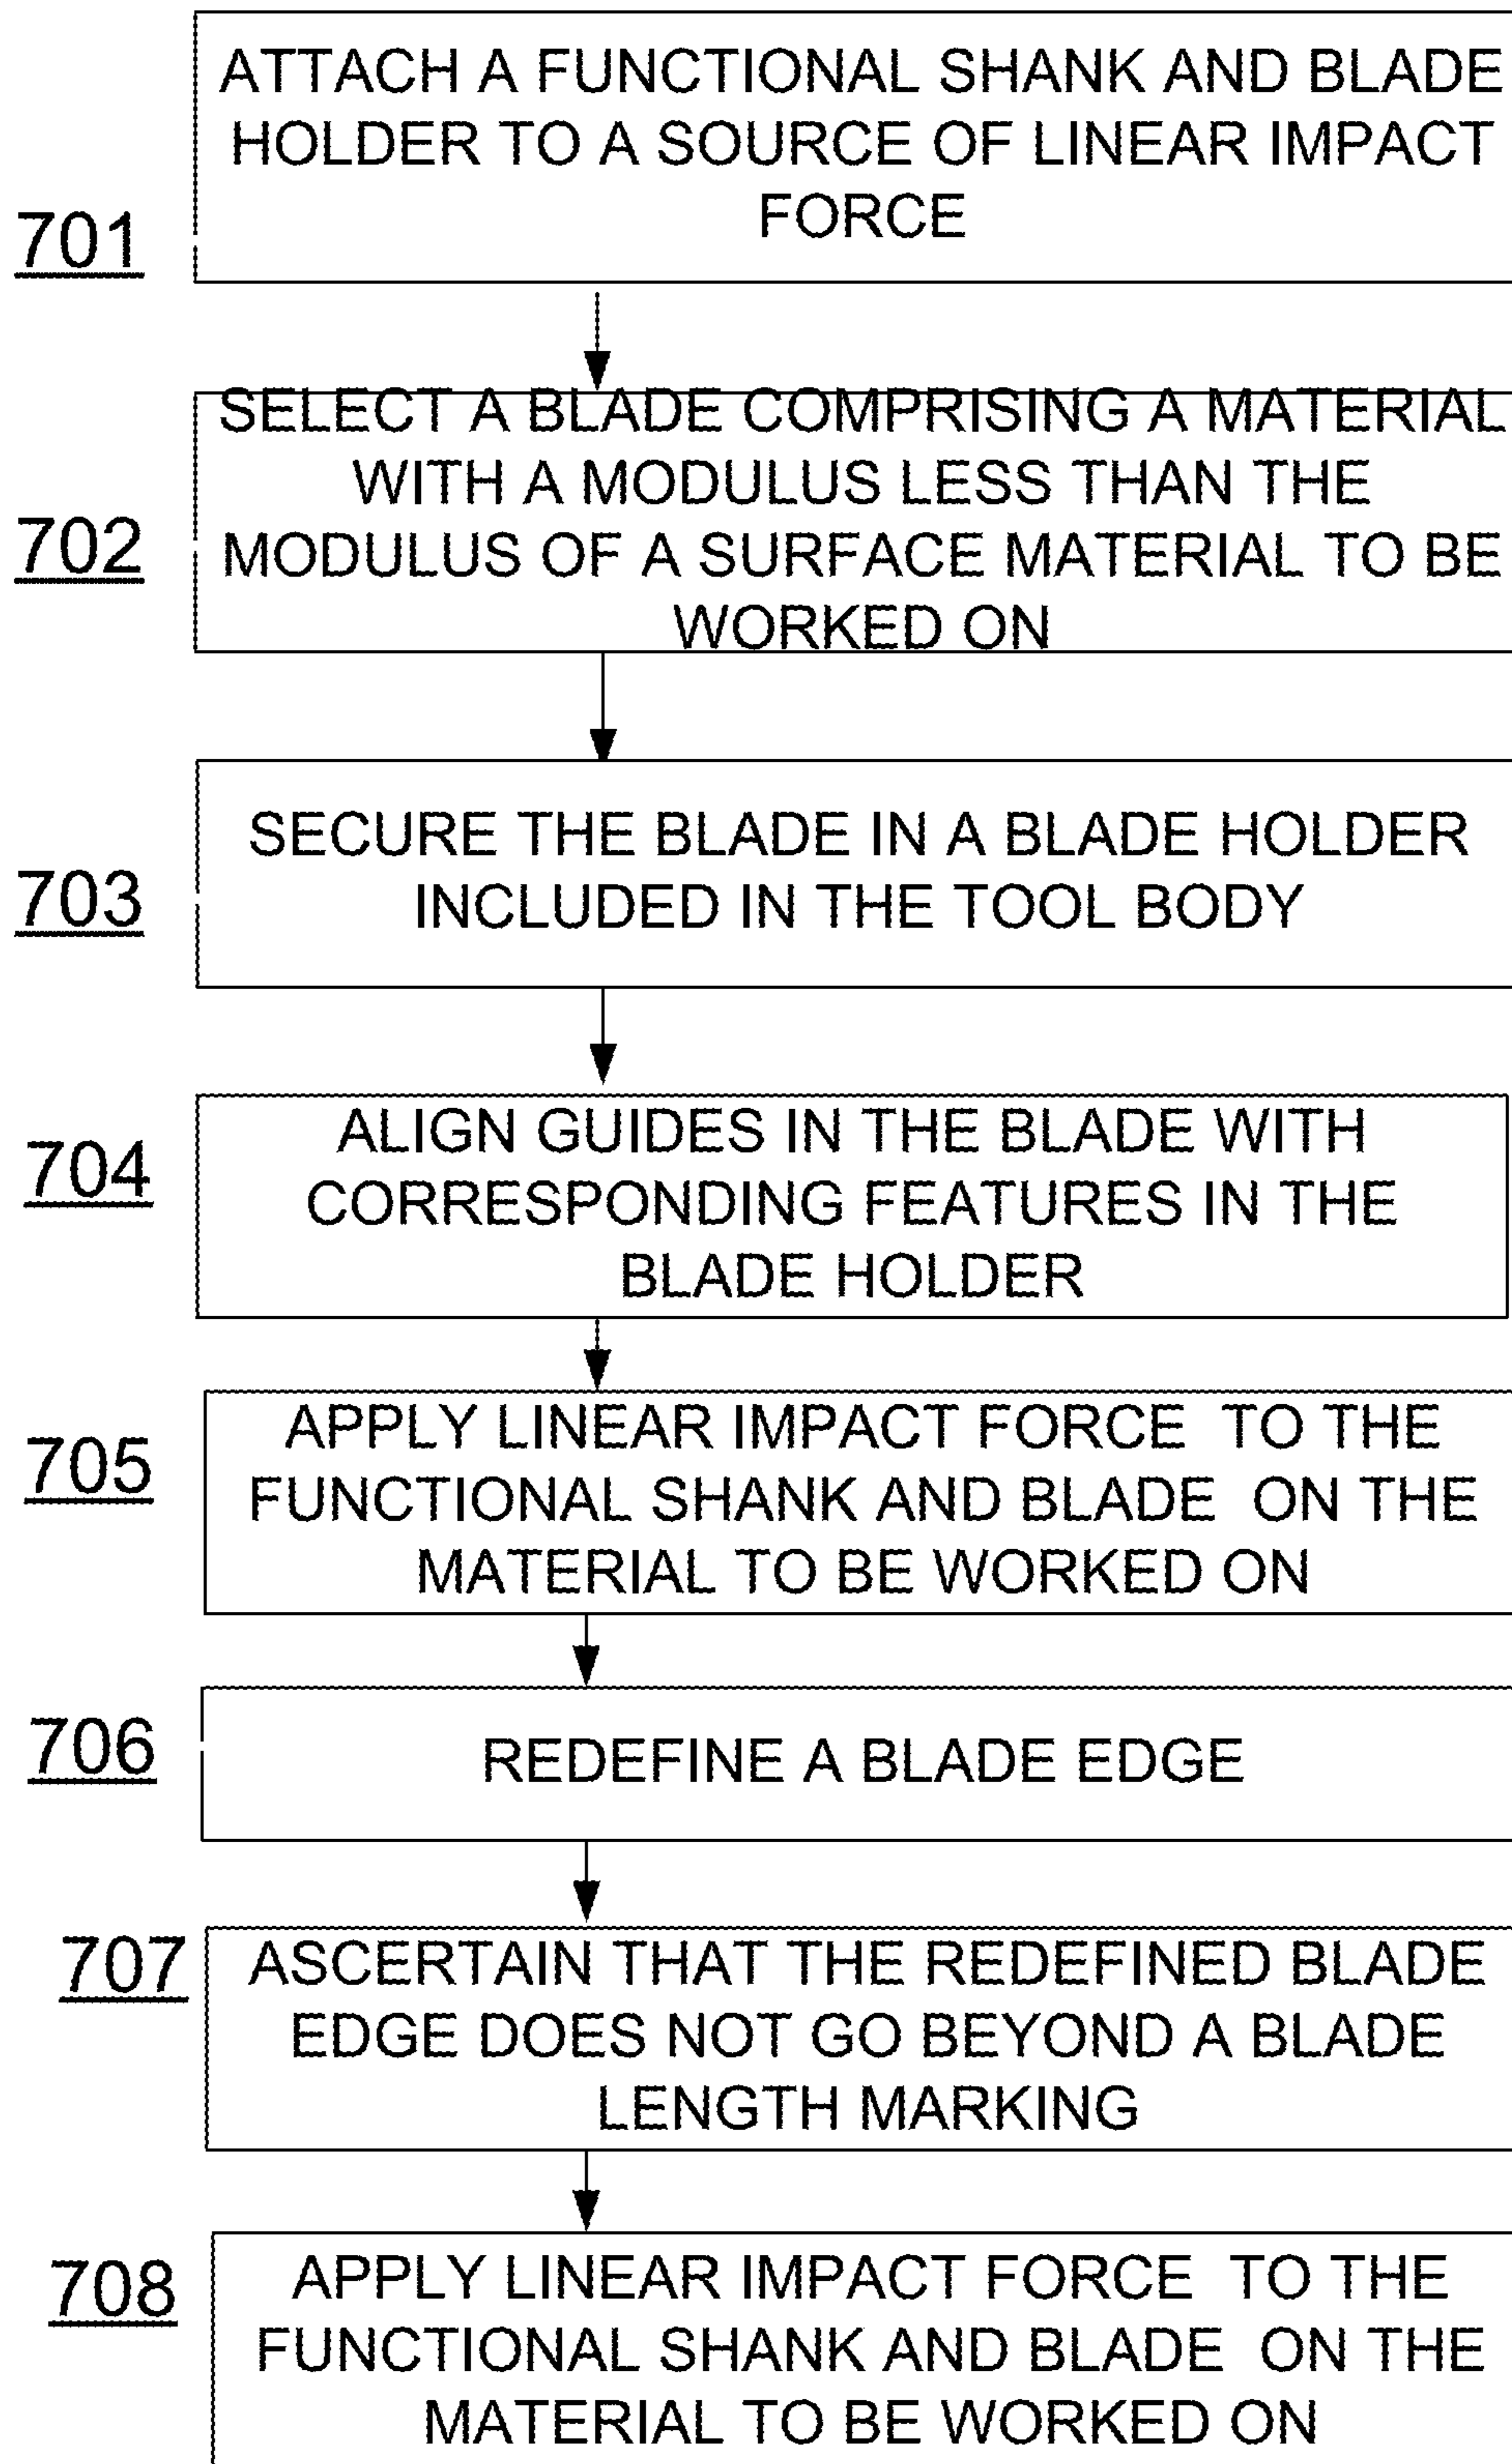 ATTACH A FUNCTIONAL SHANK AND BLADE
HOLDER TO A SOURCE OF LINEAR IMPACT
FORCE
701
SELECT A BLADE COMPRISING A MATERIAL
WITH A MODULUS LESS THAN THE
MODULUS OF A SURFACE MATERIAL TO BE
WORKED ON
702
SECURE THE BLADE IN A BLADE HOLDER
INCLUDED IN THE TOOL BODY
703
ALIGN GUIDES IN THE BLADE WITH
CORRESPONDING FEATURES IN THE
BLADE HOLDER
704
APPLY LINEAR IMPACT FORCE TO THE
FUNCTIONAL SHANK AND BLADE ON THE
MATERIAL TO BE WORKED ON
705
REDEFINE A BLADE EDGE
706
ASCERTAIN THAT THE REDEFINED BLADE
EDGE DOES NOT GO BEYOND A BLADE
LENGTH MARKING
707
APPLY LINEAR IMPACT FORCE TO THE
FUNCTIONAL SHANK AND BLADE ON THE
MATERIAL TO BE WORKED ON
708